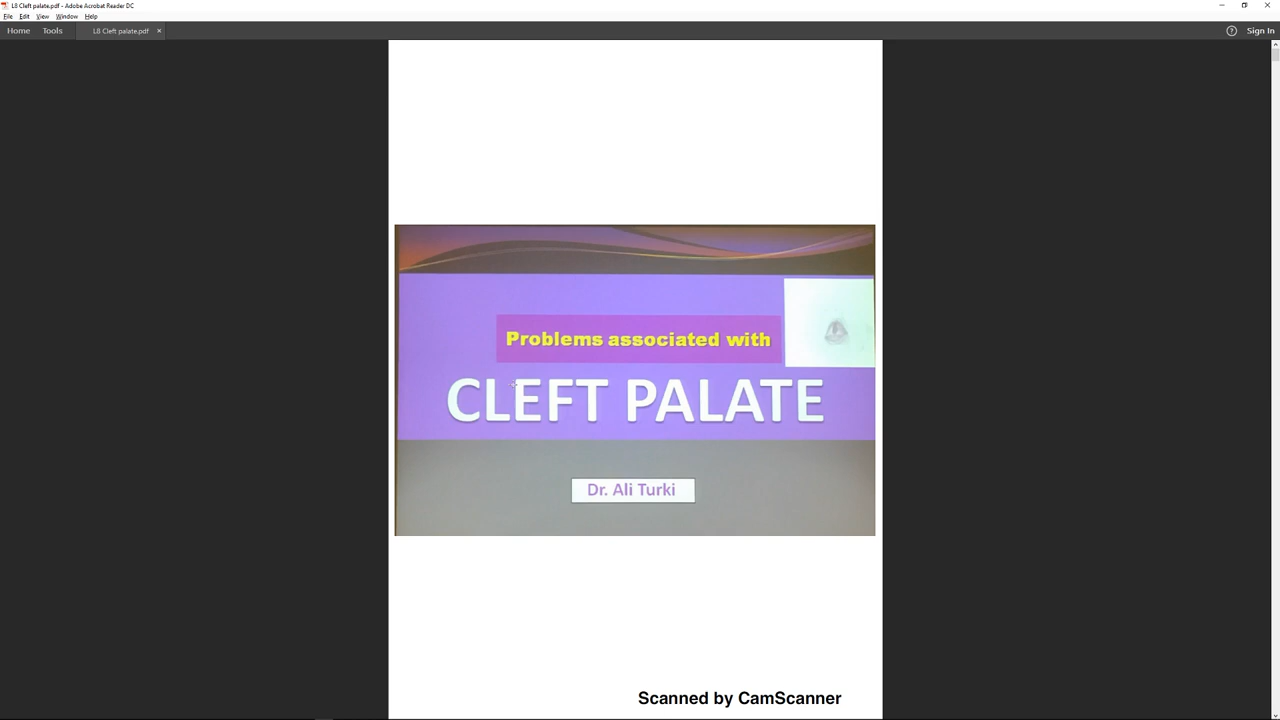 L8 Cleft palate.pdf - Adobe Acrobat Reader DC
File Edit View Window Help
Home Tools L8 Cleft palate.pdf × Sign In
Problems associated with
CLEFT PALATE
Dr. Ali Turki
Scanned by CamScanner